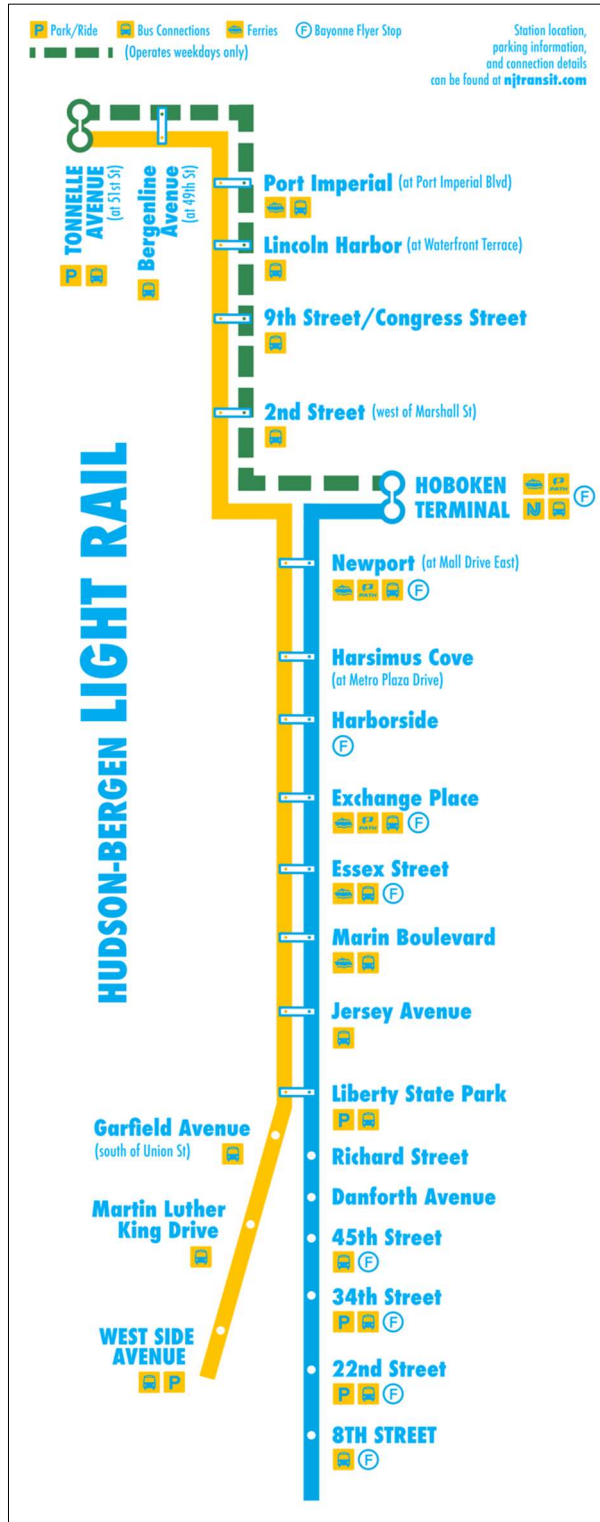 P Park/Ride Bus Connections Ferries F Bayonne Flyer Stop
(Operates weekdays only)
Station location,
parking information,
and connection details
can be found at njtransit.com
TONNELLE
AVENUE
(at 51st St)
P
Bergenline
Avenue
(at 49th St)
Port Imperial (at Port Imperial Blvd)
Lincoln Harbor (at Waterfront Terrace)
9th Street/Congress Street
2nd Street (west of Marshall St)
HUDSON-BERGEN LIGHT RAIL
HOBOKEN
TERMINAL
PATH
F
Newport (at Mall Drive East)
PATH F
Harsimus Cove
(at Metro Plaza Drive)
Harborside
F
Exchange Place
PATH F
Essex Street
F
Marin Boulevard
Jersey Avenue
Liberty State Park
P
Garfield Avenue
(south of Union St)
Richard Street
Danforth Avenue
Martin Luther
King Drive
45th Street
F
34th Street
P F
WEST SIDE
AVENUE
P
22nd Street
P F
8TH STREET
F